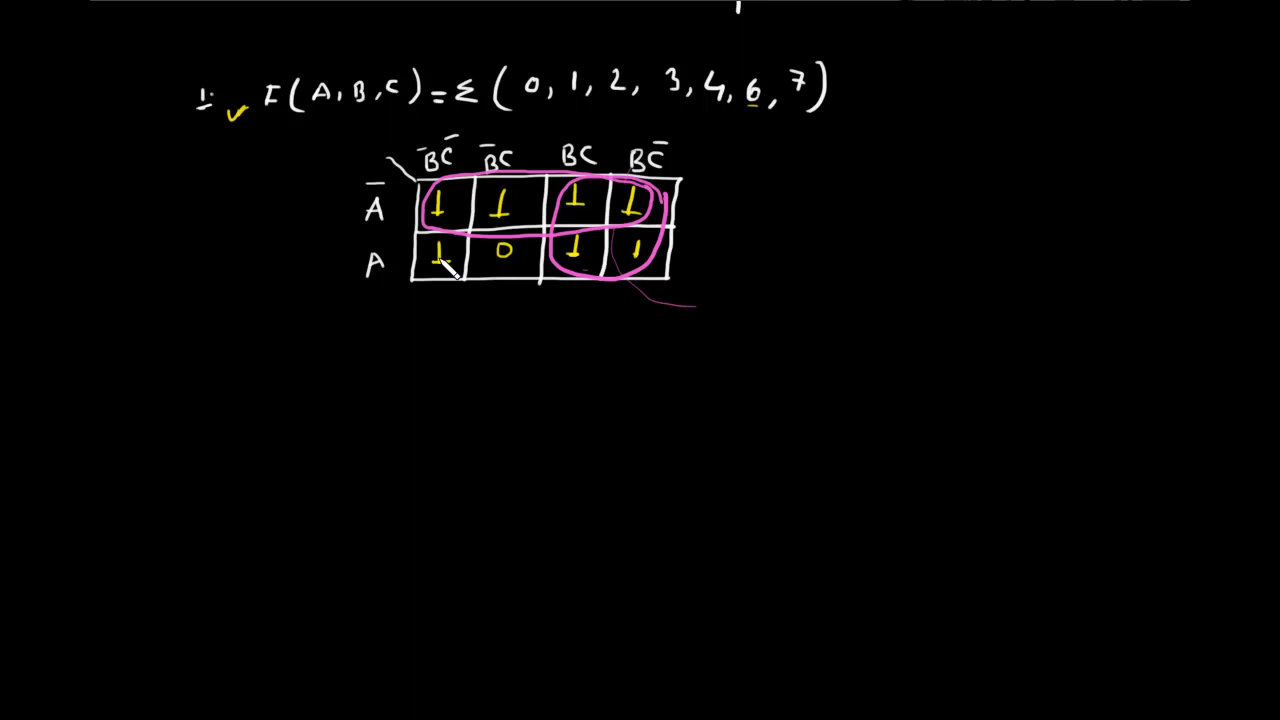 1. F(A, B, C) = Σ ( 0, 1, 2, 3, 4, 6, 7)
B̅C̅ B̅C BC BC̅
A̅ 1 1 1 1
A 1 0 1 1